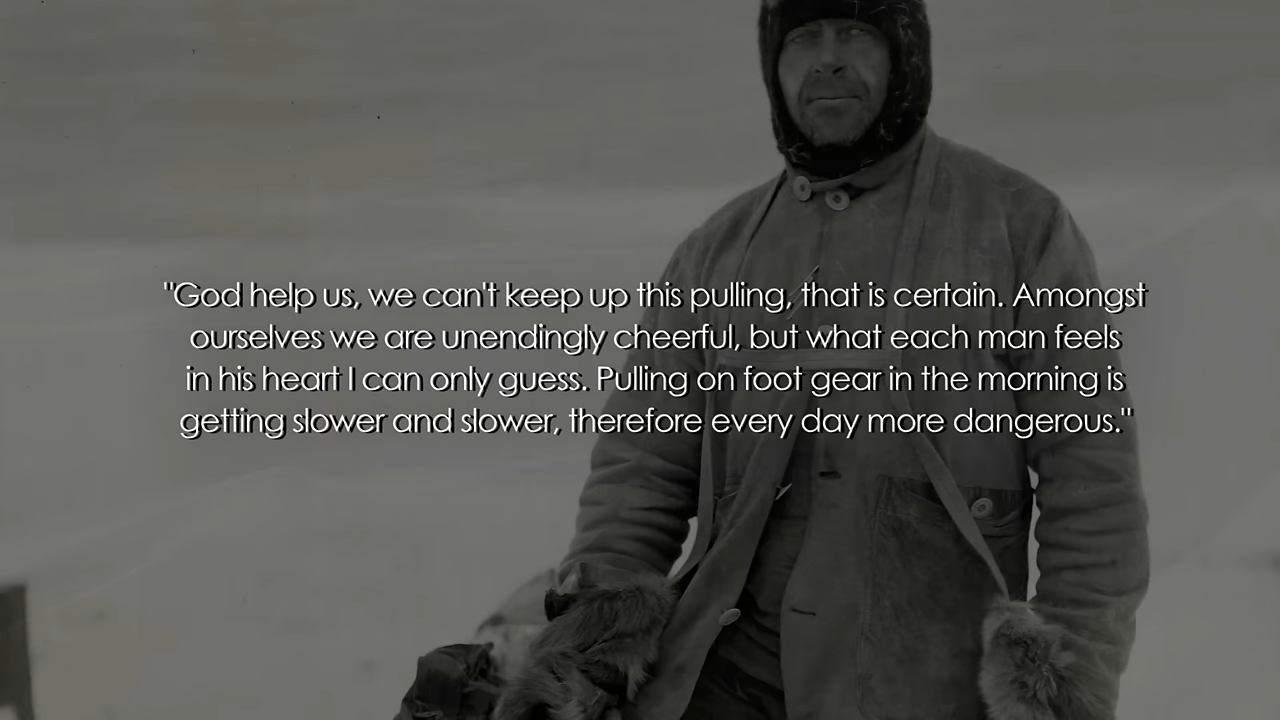 "God help us, we can't keep up this pulling, that is certain. Amongst
ourselves we are unendingly cheerful, but what each man feels
in his heart I can only guess. Pulling on foot gear in the morning is
getting slower and slower, therefore every day more dangerous."